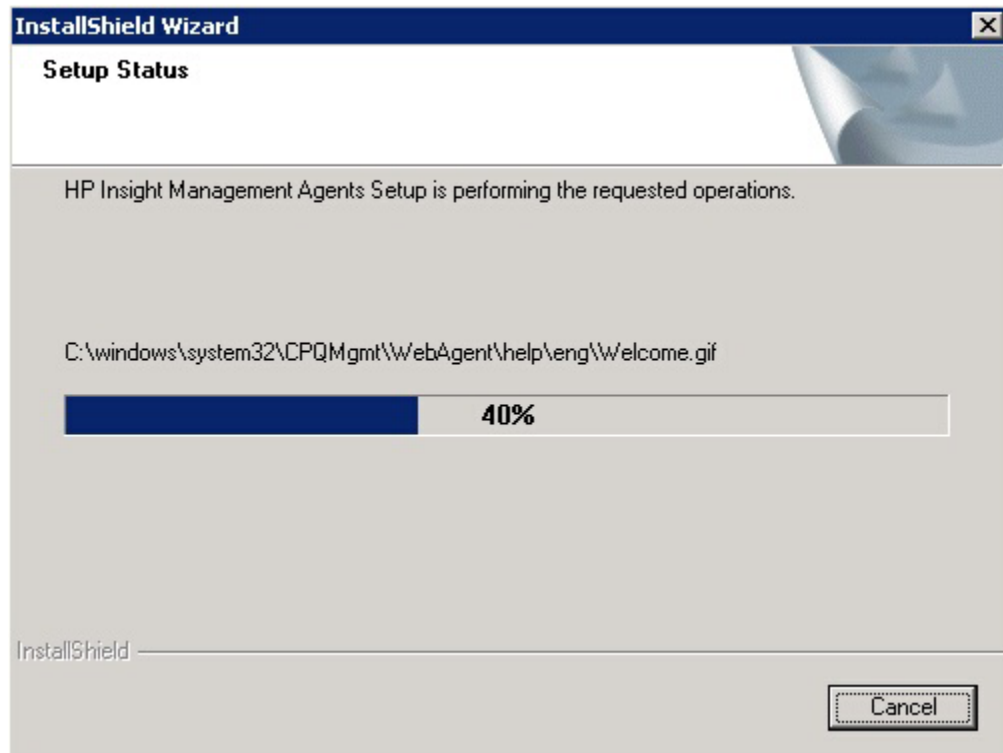 InstallShield Wizard
Setup Status
HP Insight Management Agents Setup is performing the requested operations.
C:\windows\system32\CPQMgmt\WebAgent\help\eng\Welcome.gif
40%
InstallShield
Cancel